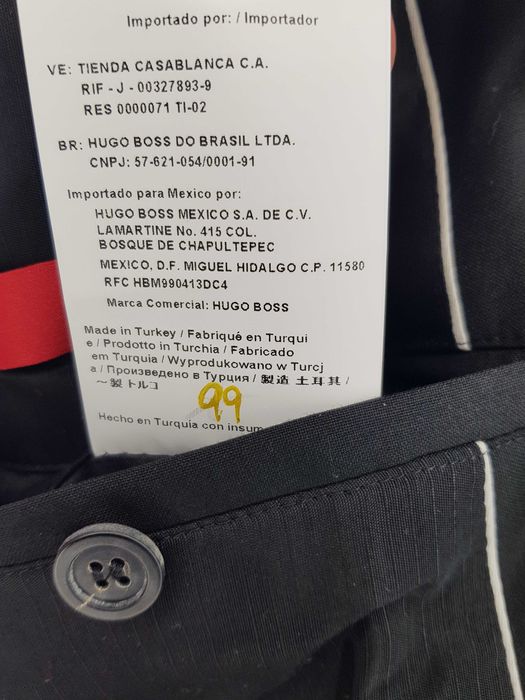 Importado por: / Importador
VE: TIENDA CASABLANCA C.A.
RIF - J - 00327893-9
RES 0000071 TI-02
BR: HUGO BOSS DO BRASIL LTDA.
CNPJ: 57-621-054/0001-91
Importado para Mexico por:
HUGO BOSS MEXICO S.A. DE C.V.
LAMARTINE No. 415 COL.
BOSQUE DE CHAPULTEPEC
MEXICO, D.F. MIGUEL HIDALGO C.P. 11580
RFC HBM990413DC4
Marca Comercial: HUGO BOSS
Made in Turkey / Fabriqué en Turqui
e / Prodotto in Turchia / Fabricado
em Turquia / Wyprodukowano w Turcj
a / Произведено в Турция / 製造 土耳其 /
～製 トルコ
99
Hecho en Turquia con insum